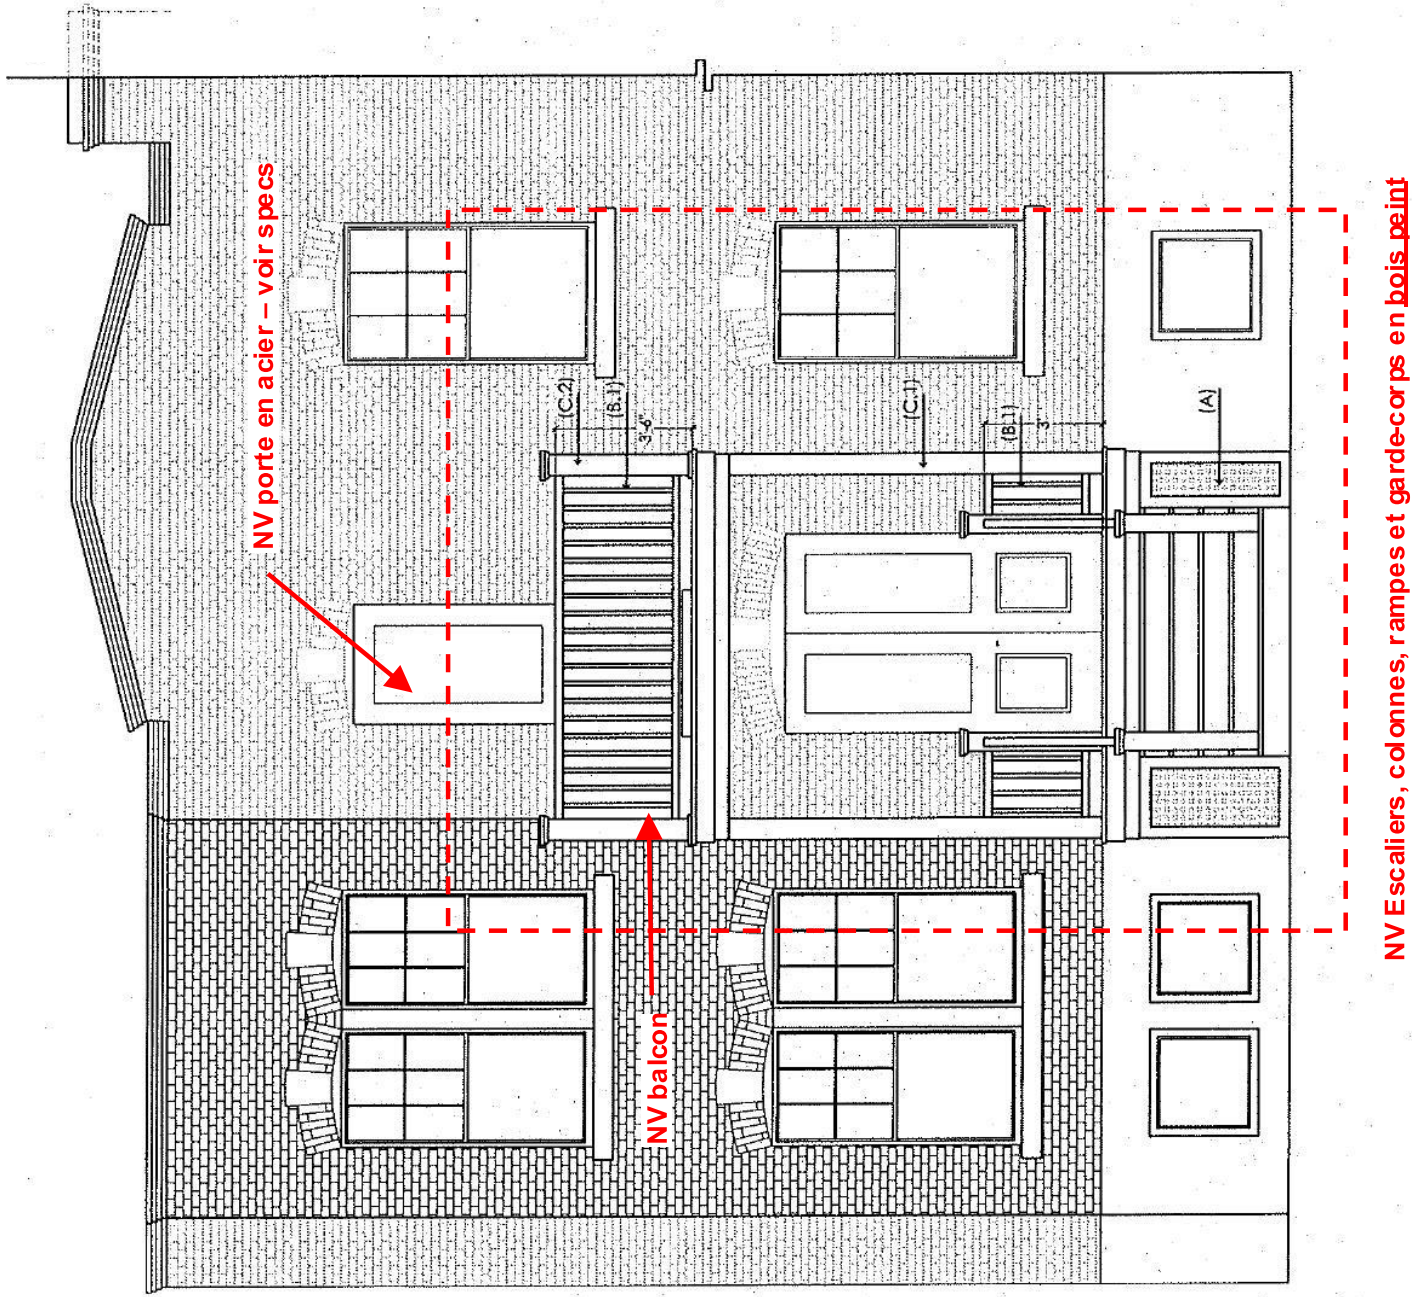 NV porte en acier – voir specs
(C.2)
(B.1)
3'-6"
(C.1)
(B.1)
3'
(A)
NV balcon
NV Escaliers, colonnes, rampes et garde-corps en bois peint